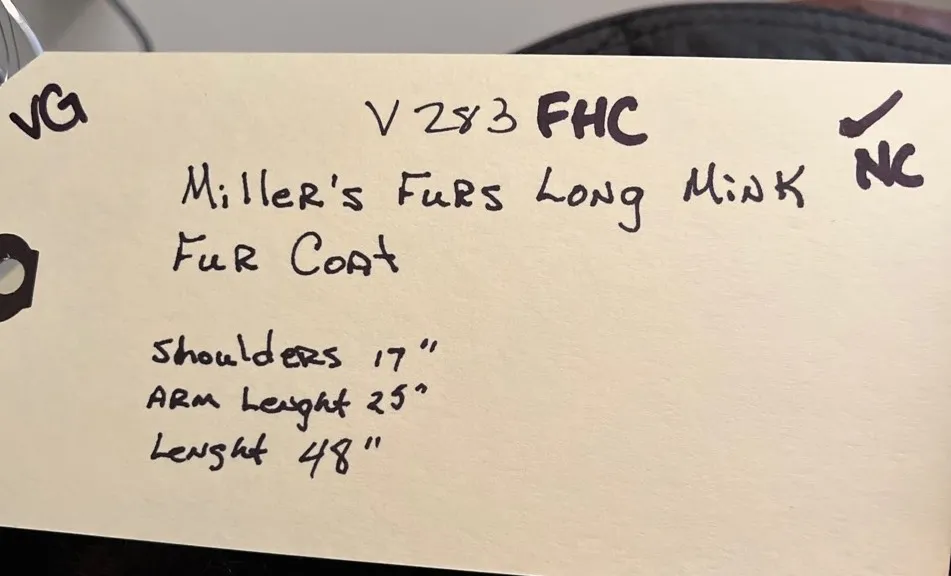 VG
V283 FHC
✓
NC
Miller's Furs Long Mink
Fur Coat
Shoulders 17"
Arm Lenght 25"
Lenght 48"